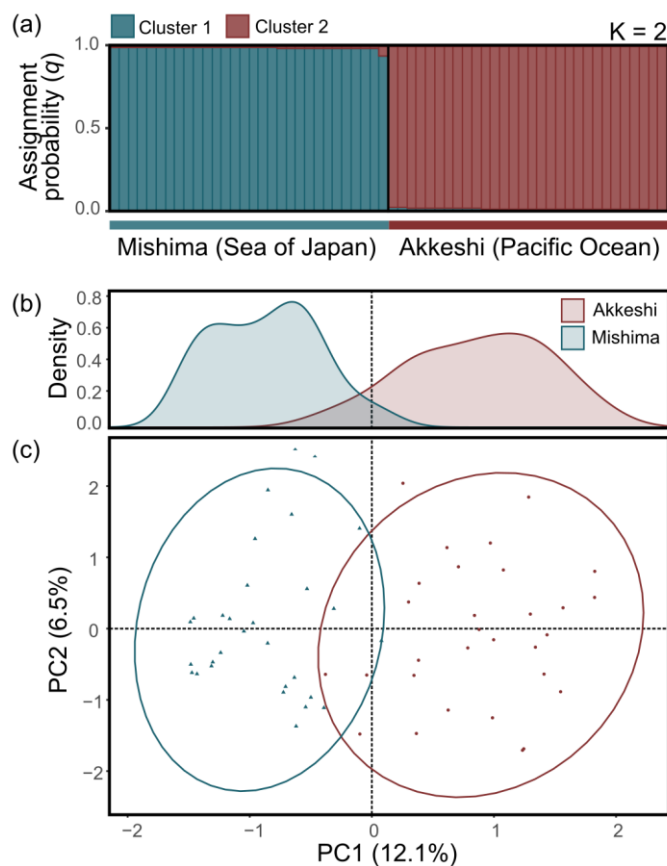 (a) Cluster 1 Cluster 2 K = 2
Assignment
probability (q)
1.0
0.5
0.0
Mishima (Sea of Japan) Akkeshi (Pacific Ocean)
(b)
Density
0.8
0.6
0.4
0.2
0.0
Akkeshi
Mishima
(c)
PC2 (6.5%)
2
1
0
−1
−2
−2 −1 0 1 2
PC1 (12.1%)